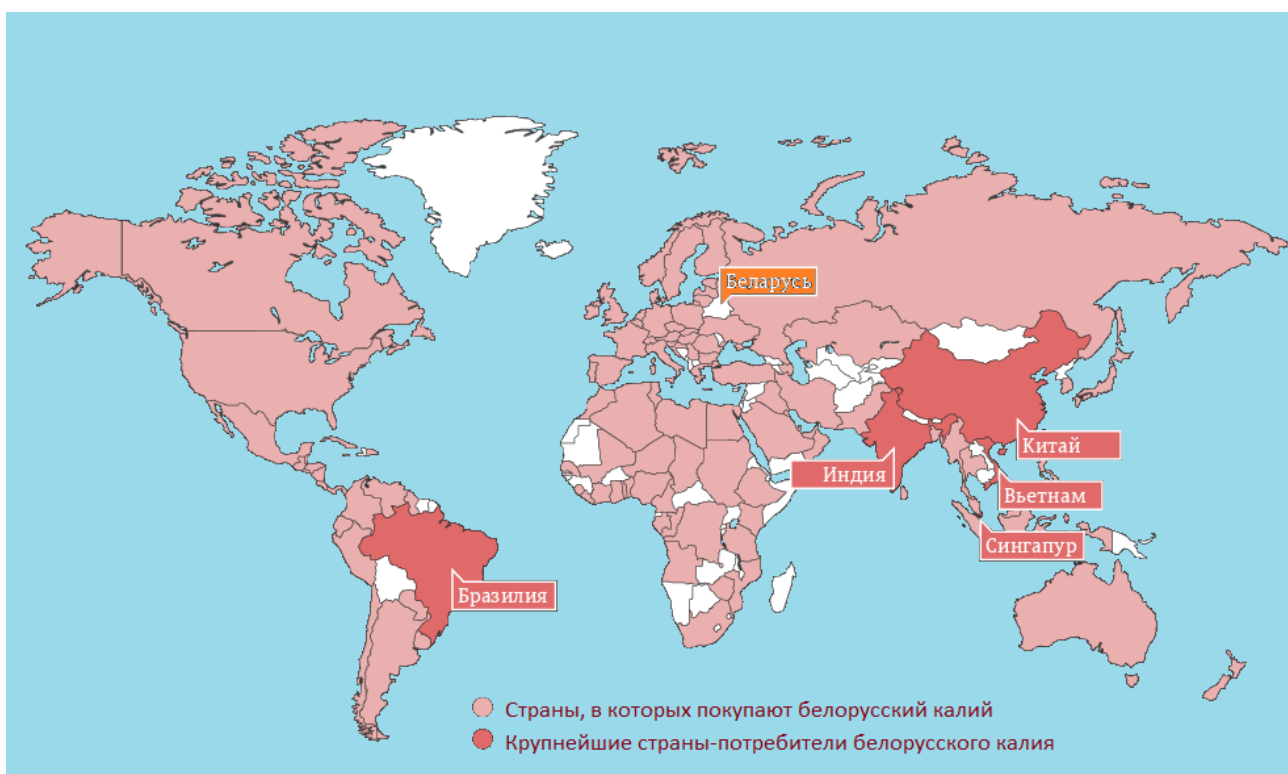 Беларусь
Китай
Индия
Вьетнам
Сингапур
Бразилия
Страны, в которых покупают белорусский калий
Крупнейшие страны-потребители белорусского калия